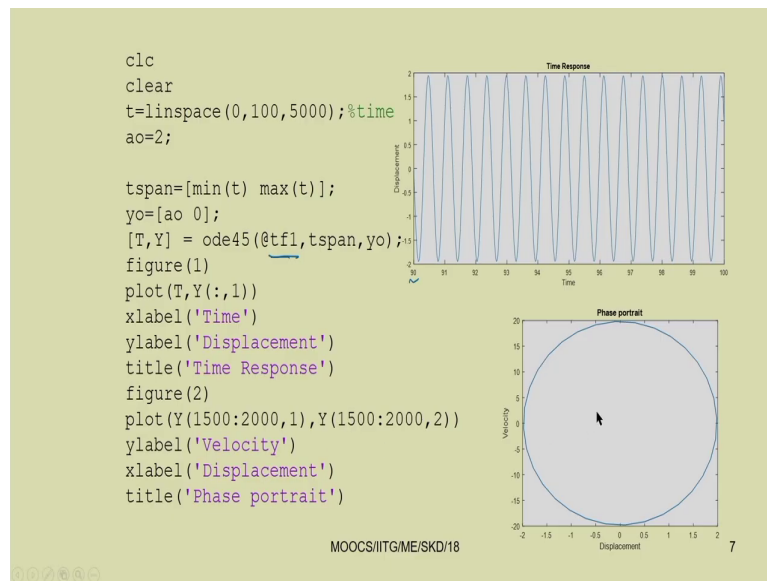 clc
clear
t=linspace(0,100,5000);%time
ao=2;
tspan=[min(t) max(t)];
yo=[ao 0];
[T,Y] = ode45(@tf1,tspan,yo);
figure(1)
plot(T,Y(:,1))
xlabel('Time')
ylabel('Displacement')
title('Time Response')
figure(2)
plot(Y(1500:2000,1),Y(1500:2000,2))
ylabel('Velocity')
xlabel('Displacement')
title('Phase portrait')
Time Response
Displacement
2
1.5
1
0.5
0
-0.5
-1
-1.5
-2
90 91 92 93 94 95 96 97 98 99 100
Time
Phase portrait
Velocity
20
15
10
5
0
-5
-10
-15
-20
-2 -1.5 -1 -0.5 0 0.5 1 1.5 2
Displacement
MOOCS/IITG/ME/SKD/18
7